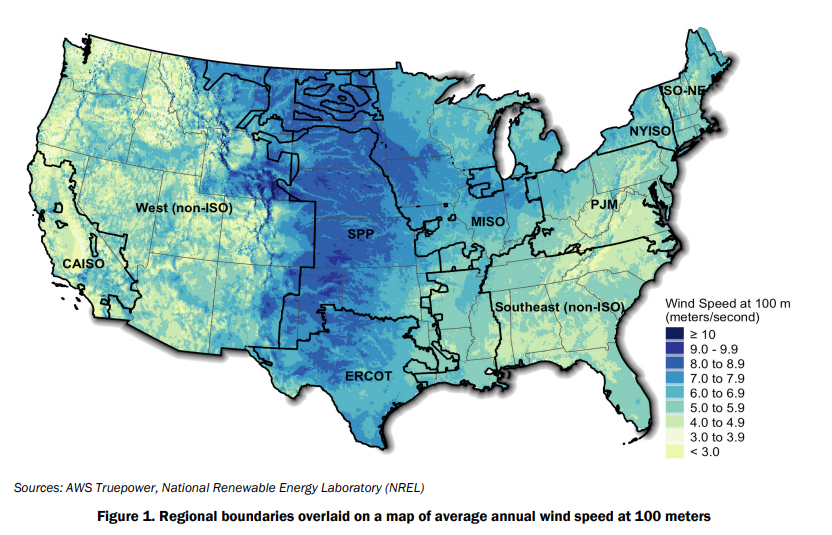 ISO-NE
NYISO
PJM
MISO
West (non-ISO)
SPP
CAISO
Southeast (non-ISO)
ERCOT
Wind Speed at 100 m
(meters/second)
≥ 10
9.0 - 9.9
8.0 to 8.9
7.0 to 7.9
6.0 to 6.9
5.0 to 5.9
4.0 to 4.9
3.0 to 3.9
< 3.0
Sources: AWS Truepower, National Renewable Energy Laboratory (NREL)
Figure 1. Regional boundaries overlaid on a map of average annual wind speed at 100 meters